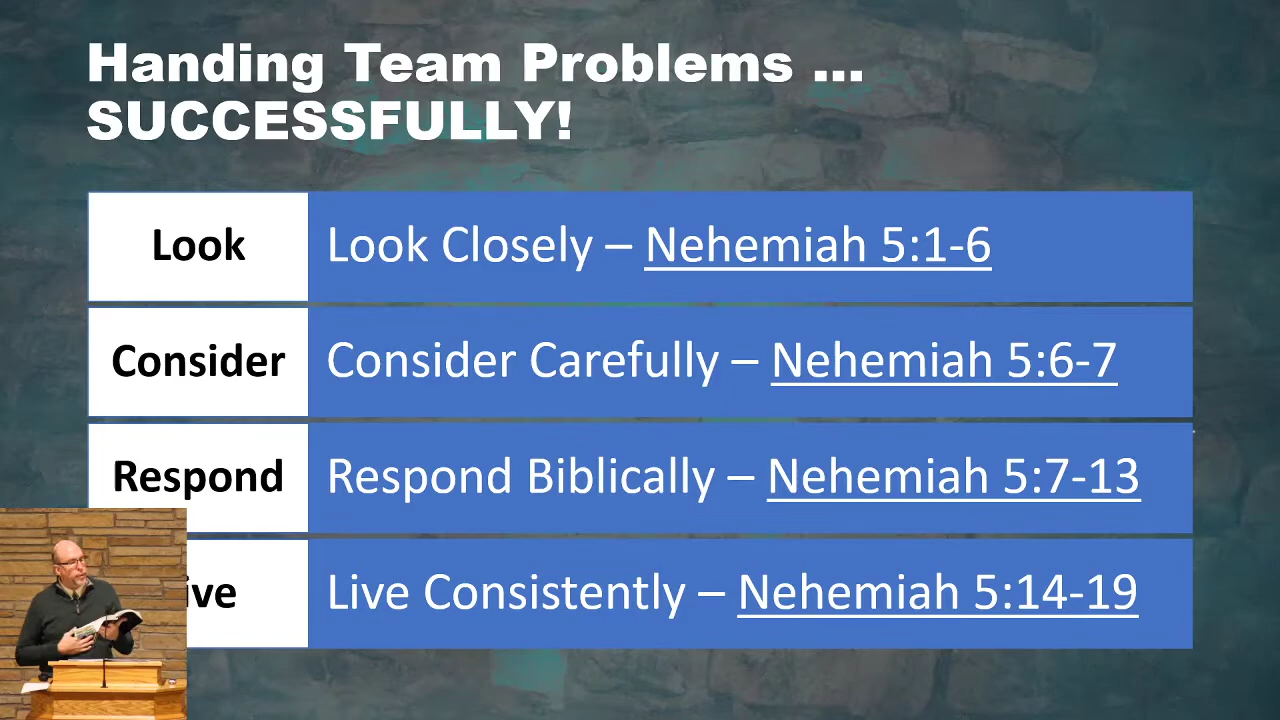 Handing Team Problems ...
SUCCESSFULLY!
Look
Look Closely – Nehemiah 5:1-6
Consider
Consider Carefully – Nehemiah 5:6-7
Respond
Respond Biblically – Nehemiah 5:7-13
ive
Live Consistently – Nehemiah 5:14-19